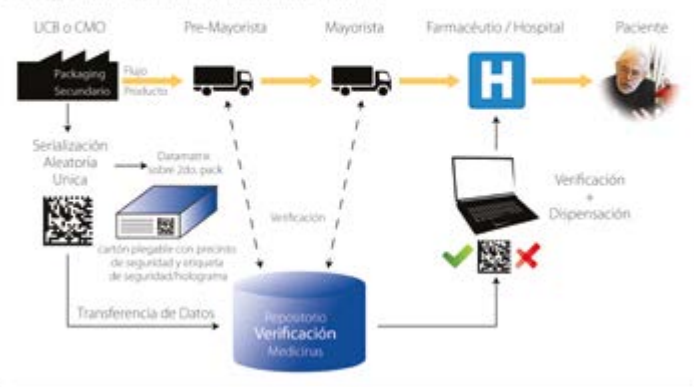 UCB o CMO
Pre-Mayorista
Mayorista
Farmacéutio / Hospital
Paciente
Packaging
Secundario
Flujo
Producto
H
Serialización
Aleatoria
Unica
Datamatrix
sobre 2do. pack
cartón plegable con precinto
de seguridad y etiqueta
de seguridad/holograma
Verificación
Verificación
+
Dispensación
Transferencia de Datos
Repositorio
Verificación
Medicinas